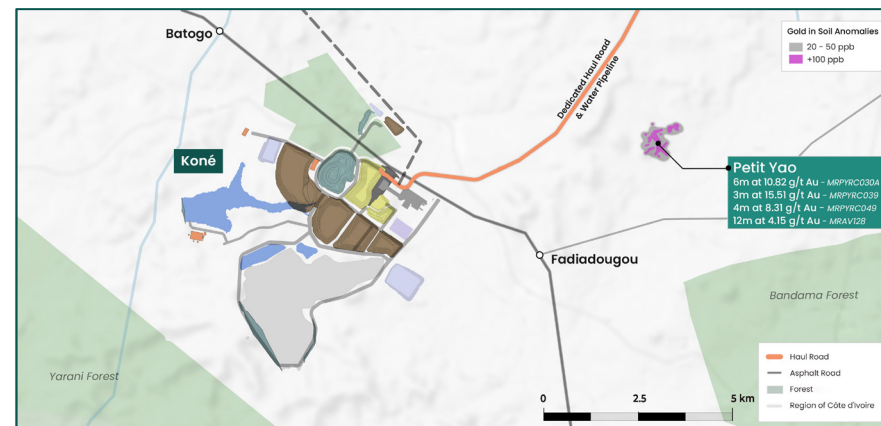 Batogo
Koné
Dedicated Haul Road
& Water Pipeline
Gold in Soil Anomalies
20 - 50 ppb
+100 ppb
Petit Yao
6m at 10.82 g/t Au - MRPYRC030A
3m at 15.51 g/t Au - MRPYRC039
4m at 8.31 g/t Au - MRPYRC049
12m at 4.15 g/t Au - MRAV128
Fadiadougou
Bandama Forest
Yarani Forest
Haul Road
Asphalt Road
Forest
Region of Côte d'Ivoire
0 2.5 5 km